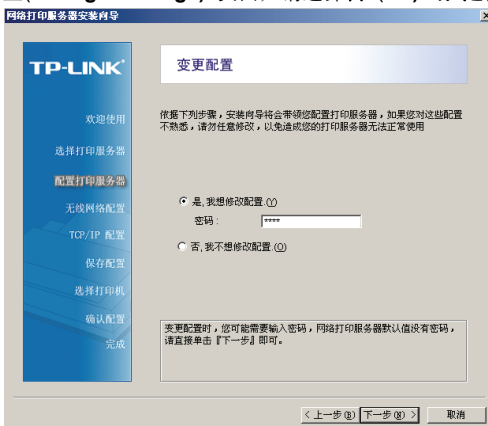 网络打印服务器安装向导
TP-LINK
变更配置
欢迎使用
选择打印服务器
配置打印服务器
无线网络配置
TCP/IP 配置
保存配置
选择打印机
确认配置
完成
依据下列步骤，安装向导将会带领您配置打印服务器，如果您对这些配置
不熟悉，请勿任意修改，以免造成您的打印服务器无法正常使用
是,我想修改配置.(Y)
密码: ****
否,我不想修改配置.(O)
变更配置时，您可能需要输入密码，网络打印服务器默认值没有密码，
请直接单击『下一步』即可。
< 上一步(B) 下一步(N) > 取消